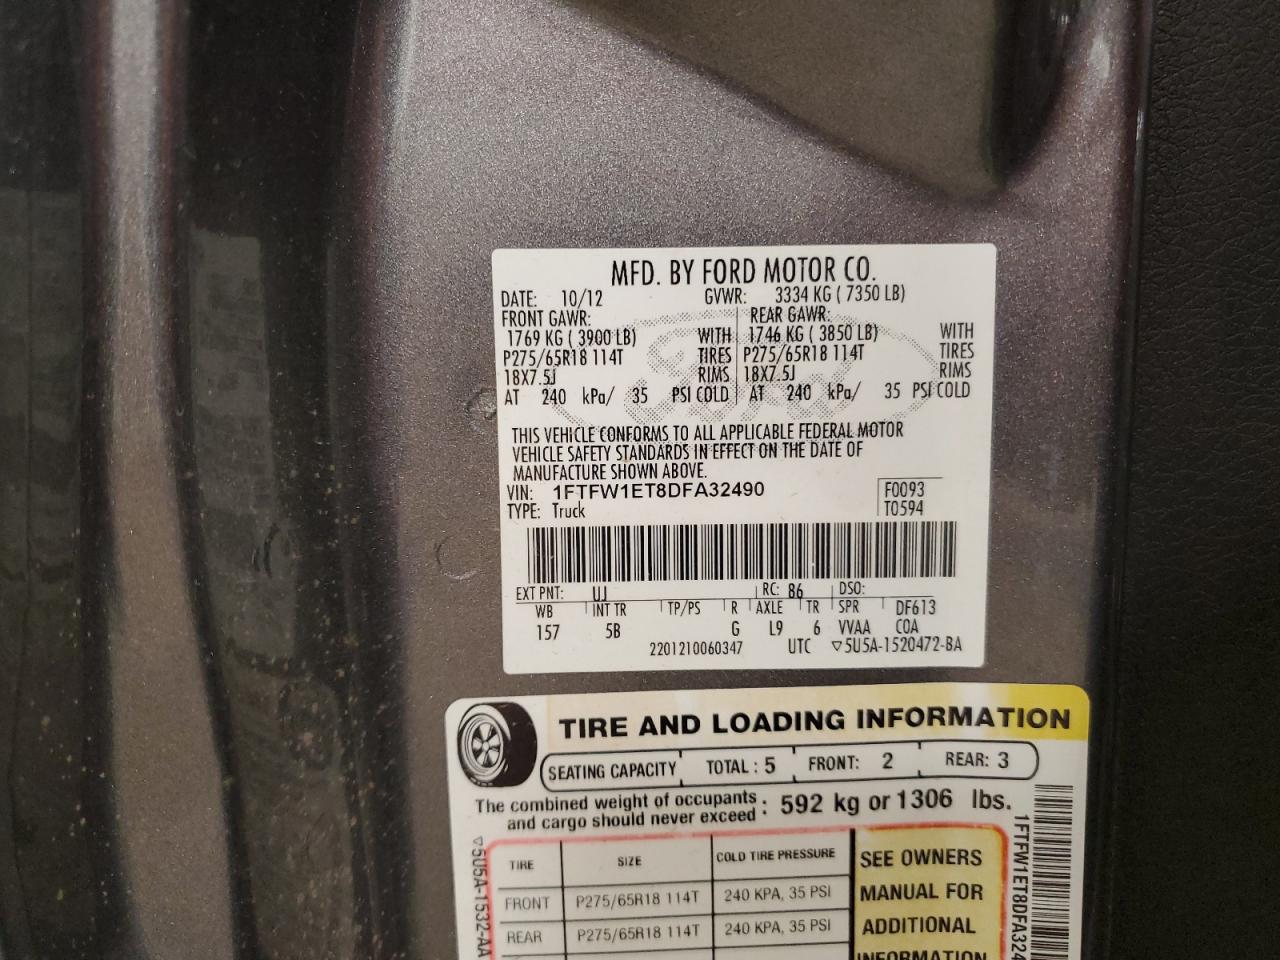 MFD. BY FORD MOTOR CO.
DATE: 10/12 GVWR: 3334 KG ( 7350 LB)
FRONT GAWR: REAR GAWR:
1769 KG ( 3900 LB) WITH 1746 KG ( 3850 LB) WITH
P275/65R18 114T TIRES P275/65R18 114T TIRES
18X7.5J RIMS 18X7.5J RIMS
AT 240 kPa/ 35 PSI COLD AT 240 kPa/ 35 PSI COLD
Ford
THIS VEHICLE CONFORMS TO ALL APPLICABLE FEDERAL MOTOR
VEHICLE SAFETY STANDARDS IN EFFECT ON THE DATE OF
MANUFACTURE SHOWN ABOVE.
VIN: 1FTFW1ET8DFA32490 F0093
TYPE: Truck T0594
EXT PNT: UJ RC: 86 DSO:
WB INT TR TP/PS R AXLE TR SPR DF613
157 5B G L9 6 VVAA COA
2201210060347 UTC ▽5U5A-1520472-BA
TIRE AND LOADING INFORMATION
SEATING CAPACITY TOTAL : 5 FRONT: 2 REAR: 3
The combined weight of occupants
and cargo should never exceed : 592 kg or 1306 lbs.
TIRE SIZE COLD TIRE PRESSURE
FRONT P275/65R18 114T 240 KPA, 35 PSI
REAR P275/65R18 114T 240 KPA, 35 PSI
SEE OWNERS
MANUAL FOR
ADDITIONAL
INFORMATION
▽5U5A-1532-AA
1FTFW1ET8DFA324